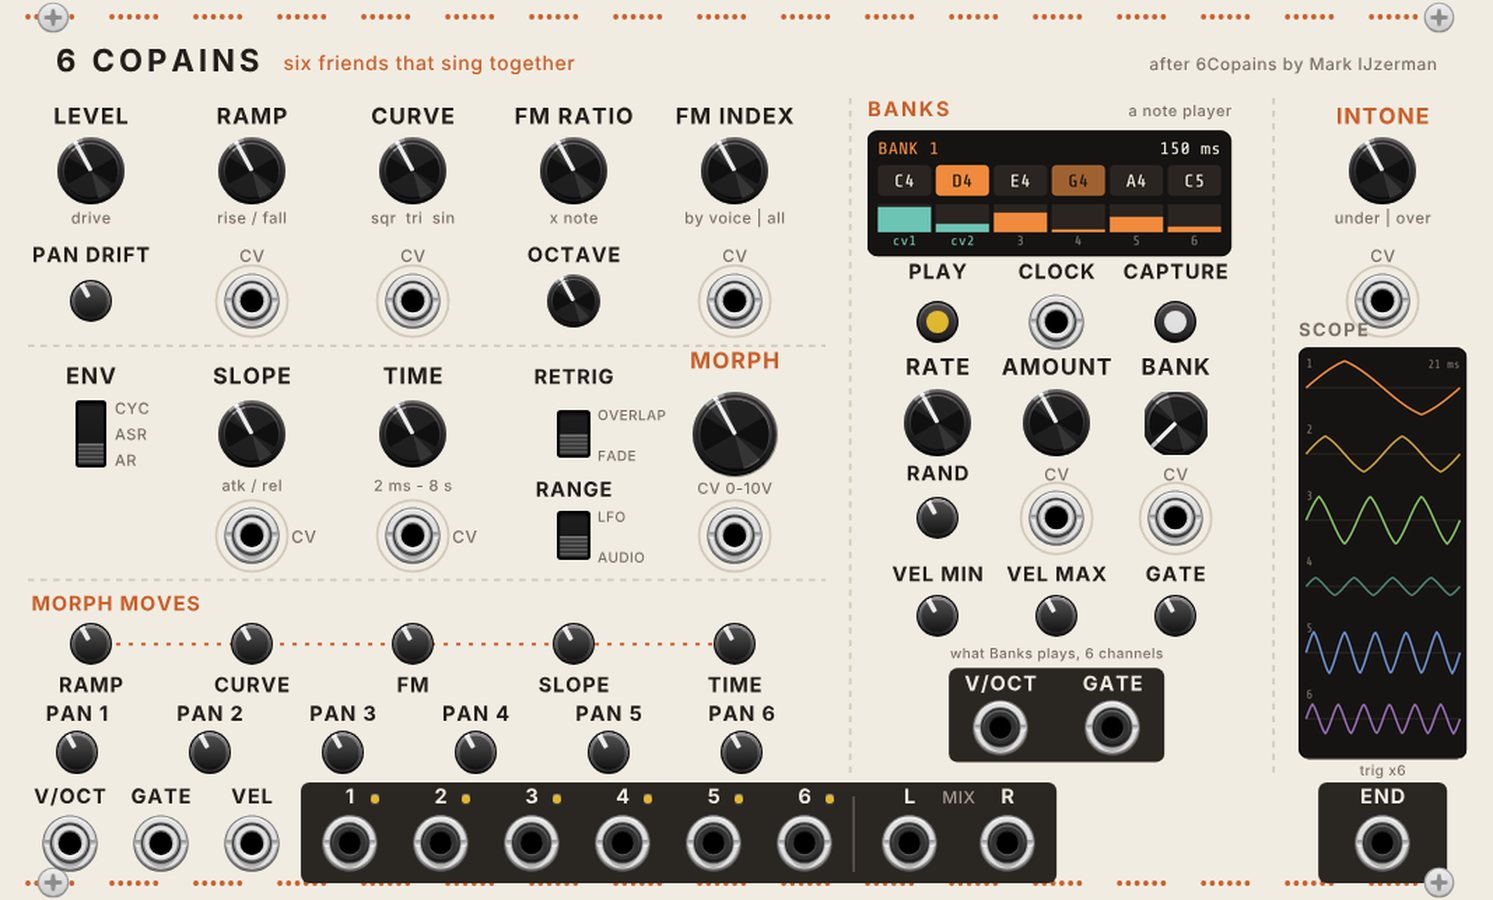 6 COPAINS six friends that sing together after 6Copains by Mark IJzerman
LEVEL RAMP CURVE FM RATIO FM INDEX
drive rise / fall sqr tri sin x note by voice | all
PAN DRIFT CV CV OCTAVE CV
ENV SLOPE TIME RETRIG MORPH
CYC
ASR
AR
OVERLAP
FADE
atk / rel 2 ms - 8 s RANGE CV 0-10V
CV CV
LFO
AUDIO
MORPH MOVES
RAMP CURVE FM SLOPE TIME
PAN 1 PAN 2 PAN 3 PAN 4 PAN 5 PAN 6
BANKS a note player
BANK 1 150 ms
C4 D4 E4 G4 A4 C5
cv1 cv2 3 4 5 6
PLAY CLOCK CAPTURE
RATE AMOUNT BANK
RAND CV CV
VEL MIN VEL MAX GATE
what Banks plays, 6 channels
V/OCT GATE
INTONE
under | over
CV
SCOPE
1 21 ms
2
3
4
5
6
trig x6
END
V/OCT GATE VEL 1 2 3 4 5 6 L MIX R